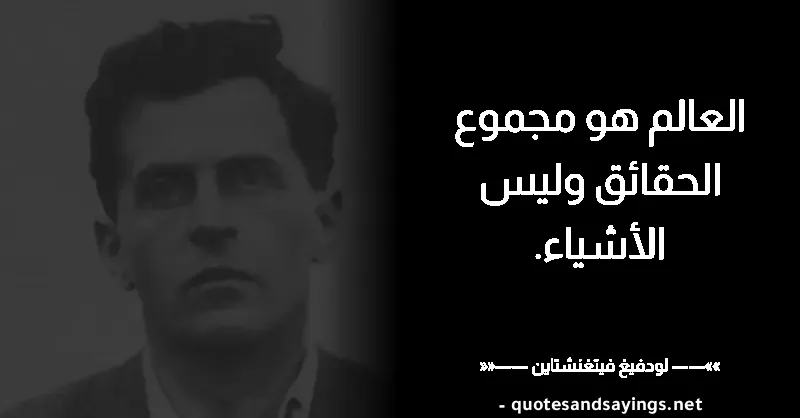 العالم هو مجموع
الحقائق وليس
الأشياء.
»»—— لودفيغ فيتغنشتاين ——««
- quotesandsayings.net